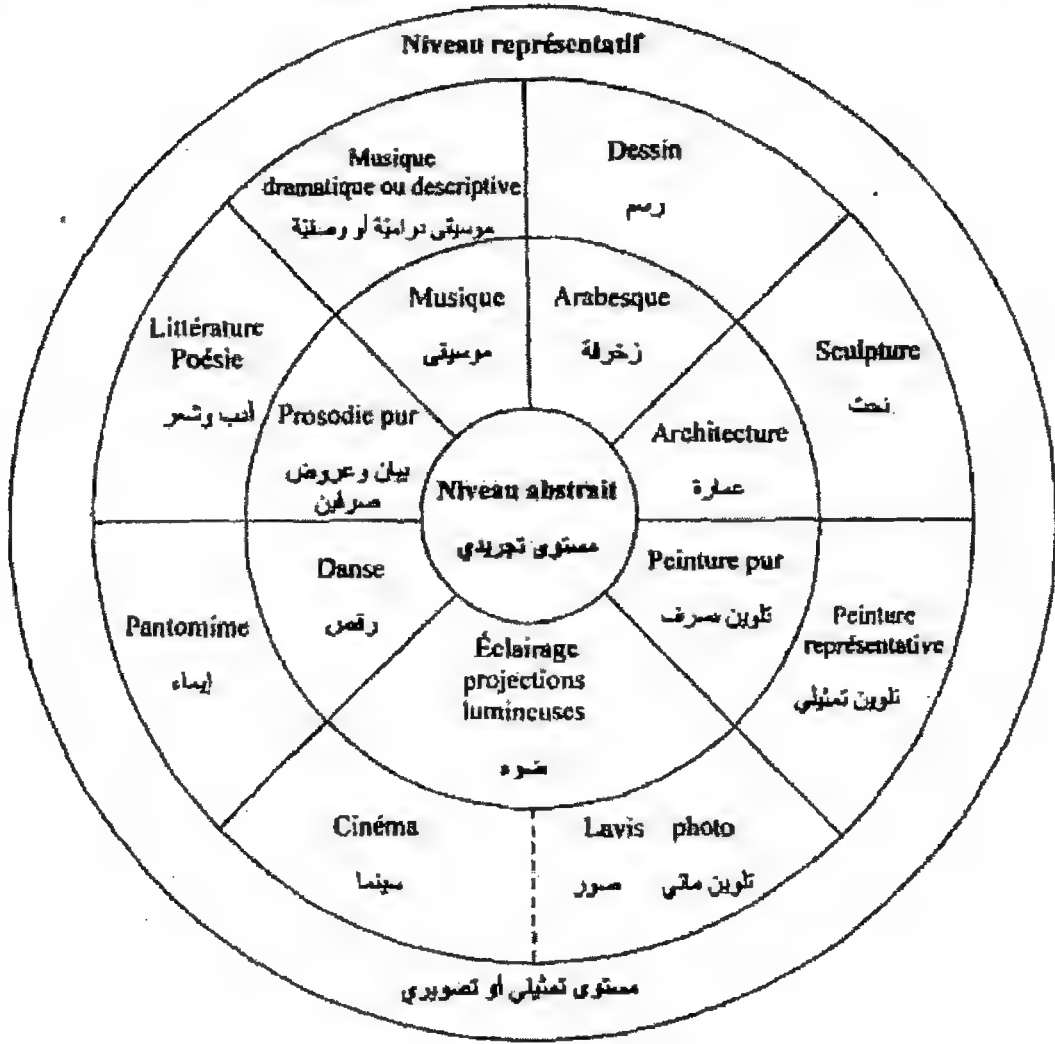 Niveau représentatif
Musique
dramatique ou descriptive
موسيقى درامية أو وصفية
Dessin
رسم
Musique
موسيقى
Arabesque
زخرفة
Littérature
Poésie
أدب وشعر
Sculpture
نحت
Prosodie pur
بيان وعروض
صرفين
Architecture
عمارة
Niveau abstrait
مستوى تجريدي
Danse
رقص
Peinture pur
تلوين صرف
Pantomime
إيماء
Peinture
représentative
تلوين تمثيلي
Éclairage
projections
lumineuses
ضوء
Cinéma
سينما
Lavis photo
تلوين مائي صور
مستوى تمثيلي أو تصويري